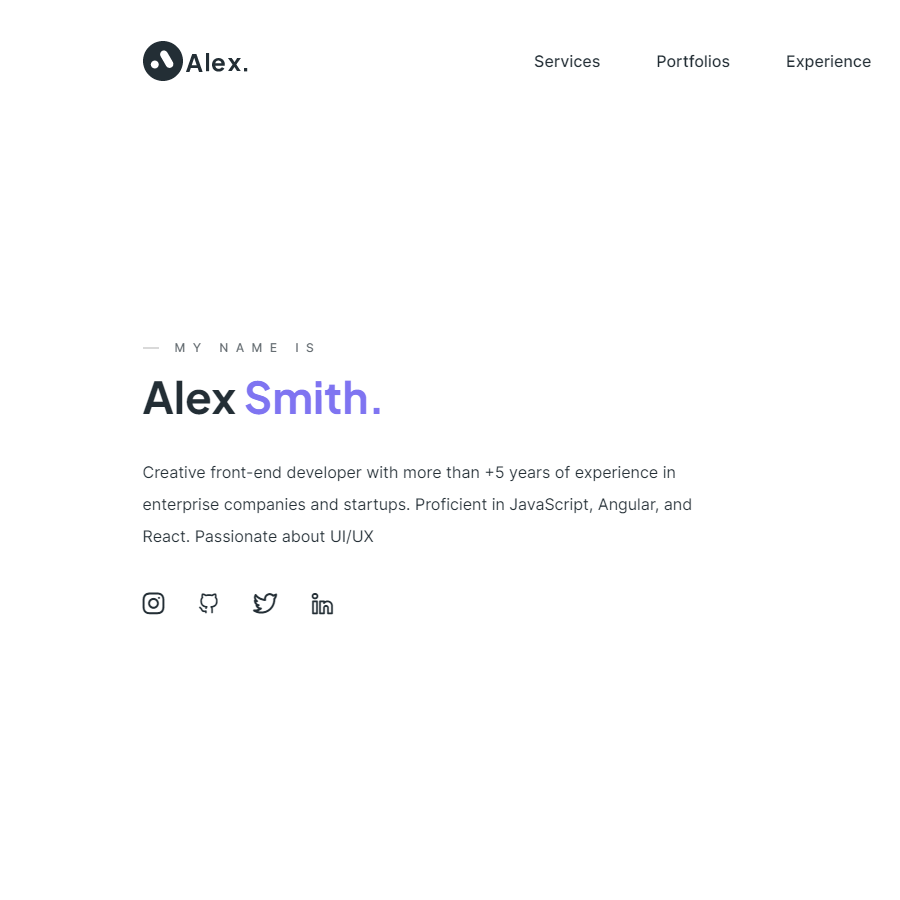 Alex.
Services
Portfolios
Experience
MY NAME IS
Alex Smith.
Creative front-end developer with more than +5 years of experience in
enterprise companies and startups. Proficient in JavaScript, Angular, and
React. Passionate about UI/UX